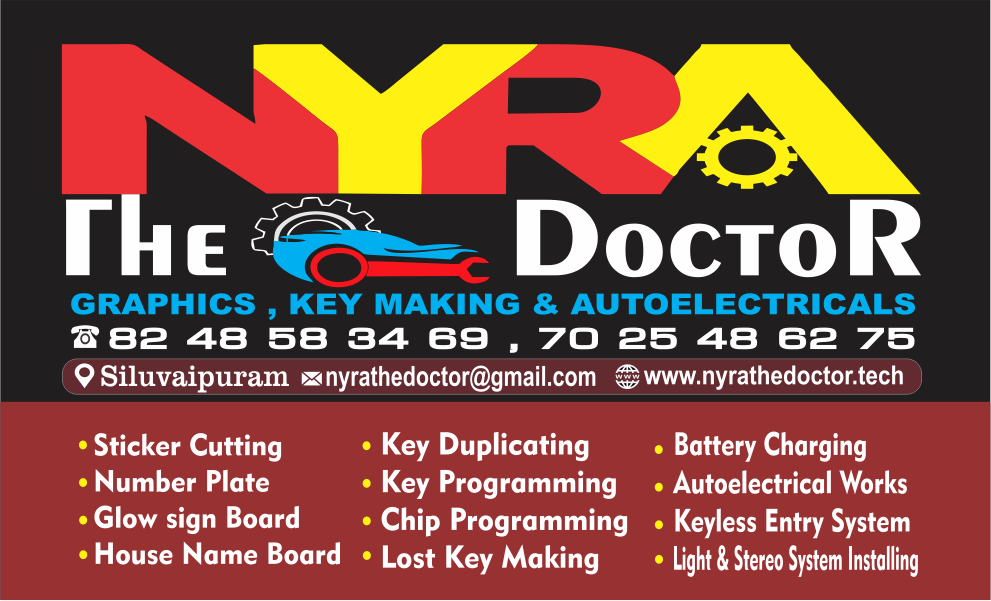 NYRA
THE DOCTOR
GRAPHICS , KEY MAKING & AUTOELECTRICALS
82 48 58 34 69 , 70 25 48 62 75
Siluvaipuram nyrathedoctor@gmail.com www.nyrathedoctor.tech
• Sticker Cutting
• Number Plate
• Glow sign Board
• House Name Board
• Key Duplicating
• Key Programming
• Chip Programming
• Lost Key Making
• Battery Charging
• Autoelectrical Works
• Keyless Entry System
• Light & Stereo System Installing